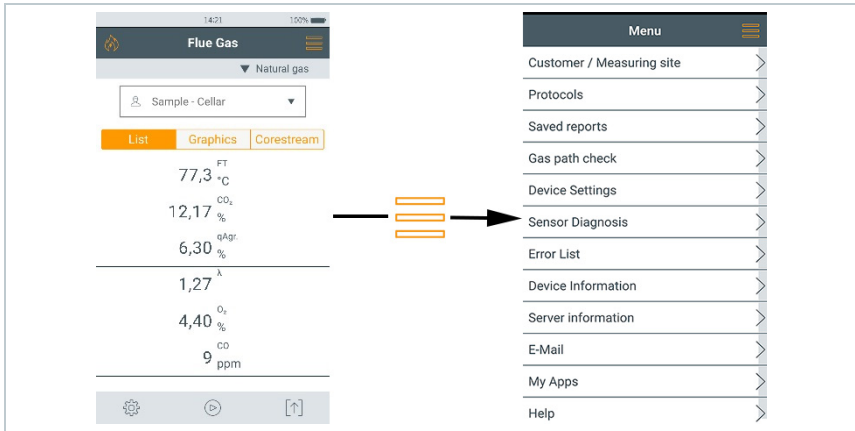 14:21 100%
Flue Gas
▼ Natural gas
Sample - Cellar ▼
List Graphics Corestream
FT
77,3 °C
CO₂
12,17 %
qAgr.
6,30 %
λ
1,27
O₂
4,40 %
CO
9 ppm
Menu
Customer / Measuring site
Protocols
Saved reports
Gas path check
Device Settings
Sensor Diagnosis
Error List
Device Information
Server information
E-Mail
My Apps
Help